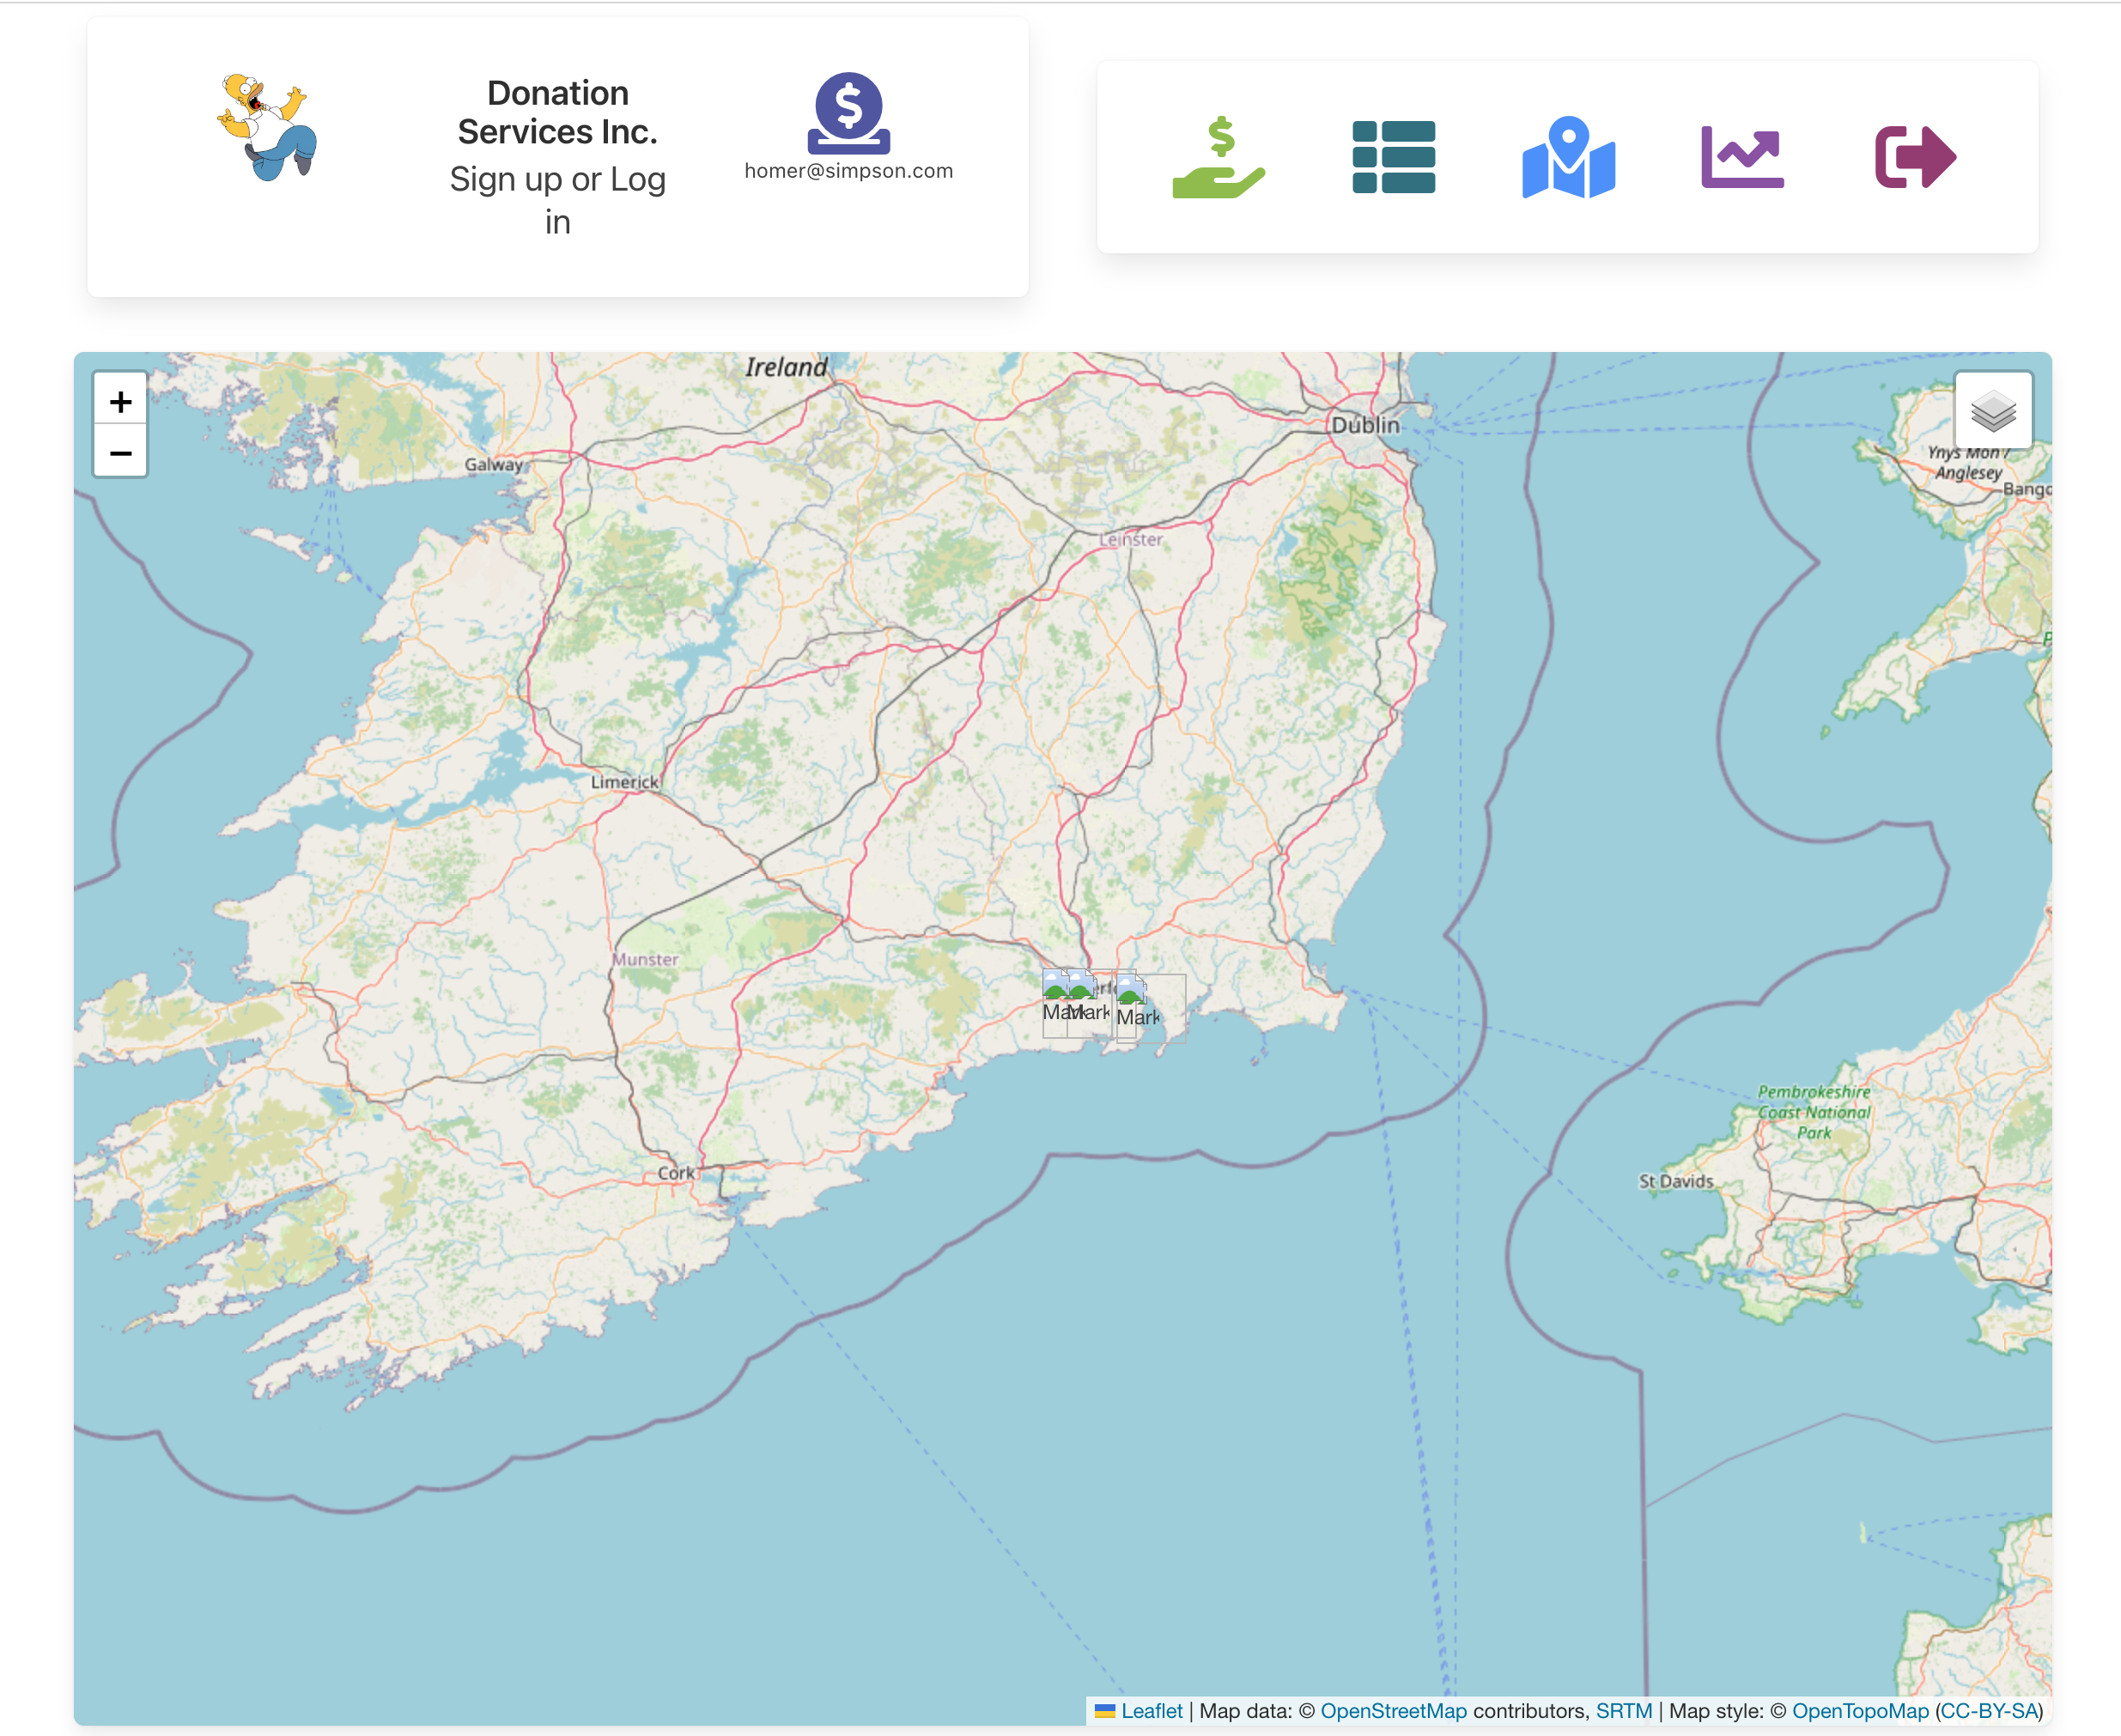 Donation
Services Inc.
Sign up or Log
in
$
homer@simpson.com
$
+
−
Ireland
Dublin
Galway
Ynys Môn /
Anglesey
Leinster
Limerick
Munster
Mark
Mark
Pembrokeshire
Coast National
Park
St Davids
Cork
Leaflet | Map data: © OpenStreetMap contributors, SRTM | Map style: © OpenTopoMap (CC-BY-SA)